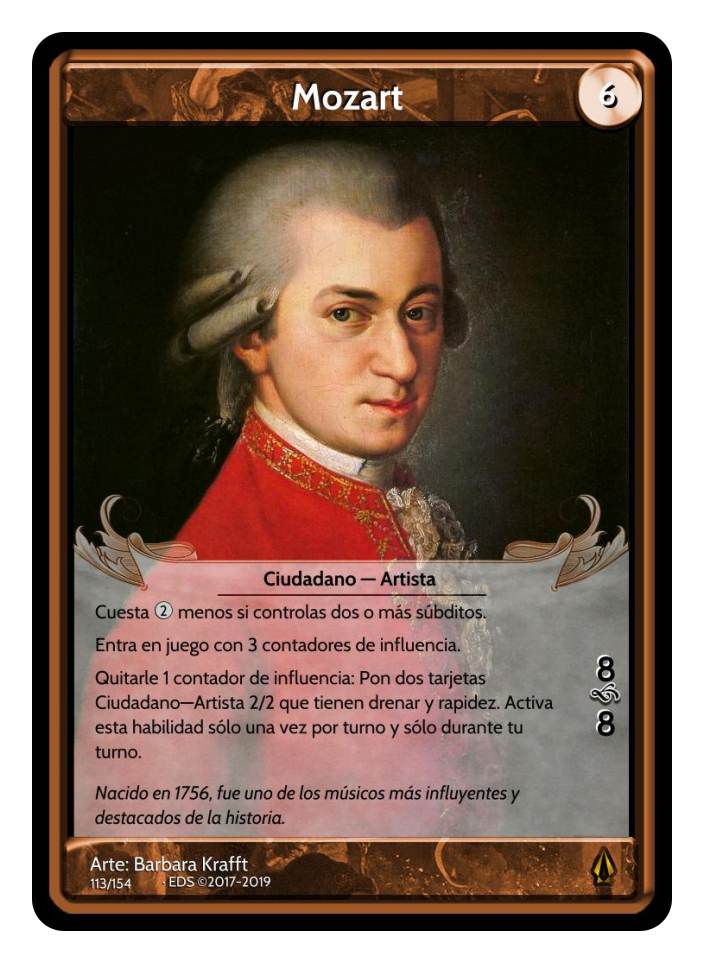 Mozart
6
Ciudadano — Artista
Cuesta 2 menos si controlas dos o más súbditos.
Entra en juego con 3 contadores de influencia.
Quitarle 1 contador de influencia: Pon dos tarjetas
Ciudadano—Artista 2/2 que tienen drenar y rapidez. Activa
esta habilidad sólo una vez por turno y sólo durante tu
turno.
8
8
Nacido en 1756, fue uno de los músicos más influyentes y
destacados de la historia.
Arte: Barbara Krafft
113/154 · EDS ©2017-2019